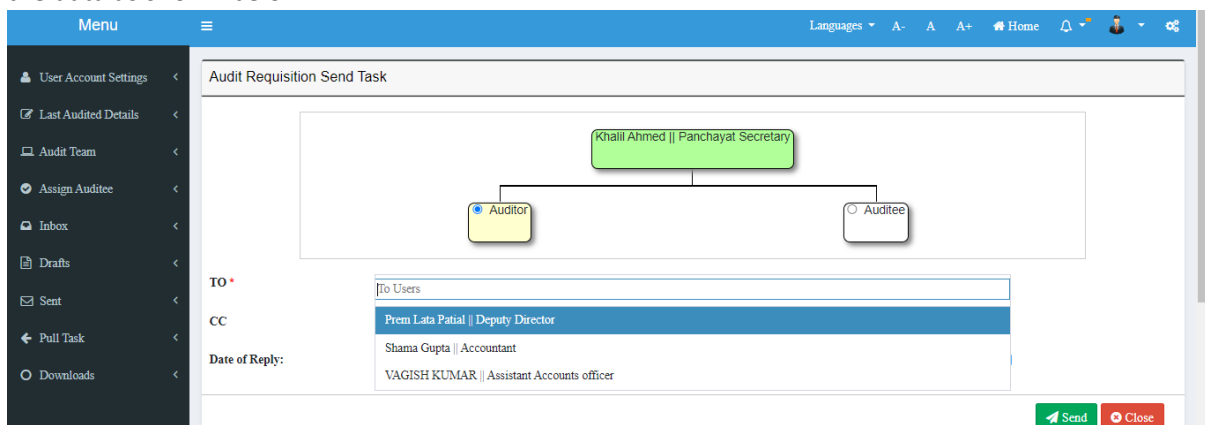 Menu
Languages A- A A+ Home
User Account Settings
Last Audited Details
Audit Team
Assign Auditee
Inbox
Drafts
Sent
Pull Task
Downloads
Audit Requisition Send Task
Khalil Ahmed || Panchayat Secretary
Auditor Auditee
TO *
To Users
CC
Prem Lata Patial || Deputy Director
Shama Gupta || Accountant
Date of Reply:
VAGISH KUMAR || Assistant Accounts officer
Send Close